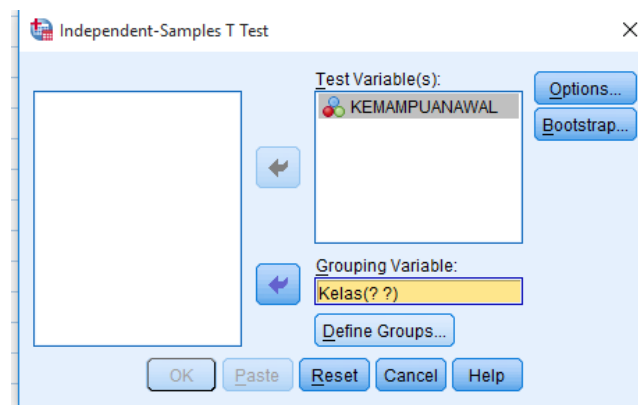 Independent-Samples T Test
Test Variable(s):
KEMAMPUANAWAL
Options...
Bootstrap...
Grouping Variable:
Kelas(? ?)
Define Groups...
OK Paste Reset Cancel Help